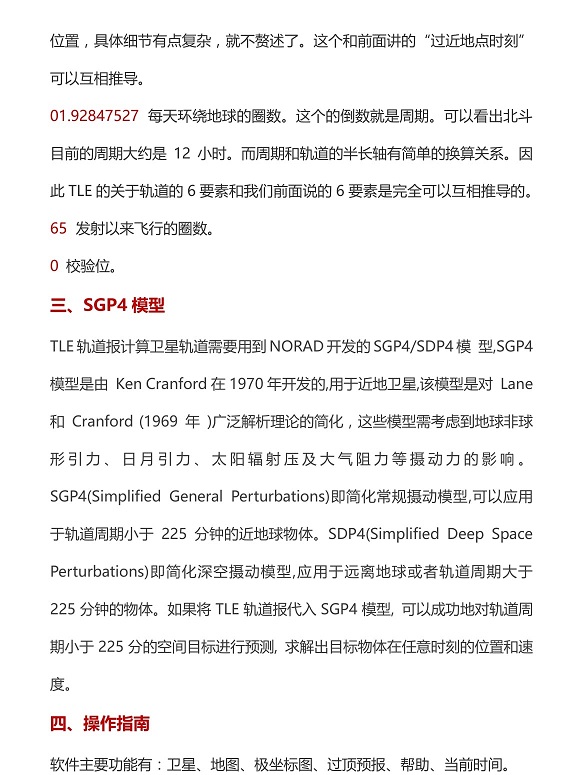 位置，具体细节有点复杂，就不赘述了。这个和前面讲的“过近地点时刻”
可以互相推导。
01.92847527 每天环绕地球的圈数。这个的倒数就是周期。可以看出北斗
目前的周期大约是 12 小时。而周期和轨道的半长轴有简单的换算关系。因
此 TLE 的关于轨道的 6 要素和我们前面说的 6 要素是完全可以互相推导的。
65 发射以来飞行的圈数。
0 校验位。
三、SGP4 模型
TLE 轨道报计算卫星轨道需要用到 NORAD 开发的 SGP4/SDP4 模 型,SGP4
模型是由 Ken Cranford 在 1970 年开发的,用于近地卫星,该模型是对 Lane
和 Cranford (1969 年 )广泛解析理论的简化，这些模型需考虑到地球非球
形引力、日月引力、太阳辐射压及大气阻力等摄动力的影响。
SGP4(Simplified General Perturbations)即简化常规摄动模型,可以应用
于轨道周期小于 225 分钟的近地球物体。SDP4(Simplified Deep Space
Perturbations)即简化深空摄动模型,应用于远离地球或者轨道周期大于
225 分钟的物体。如果将 TLE 轨道报代入 SGP4 模型, 可以成功地对轨道周
期小于 225 分的空间目标进行预测, 求解出目标物体在任意时刻的位置和速
度。
四、操作指南
软件主要功能有：卫星、地图、极坐标图、过顶预报、帮助、当前时间。